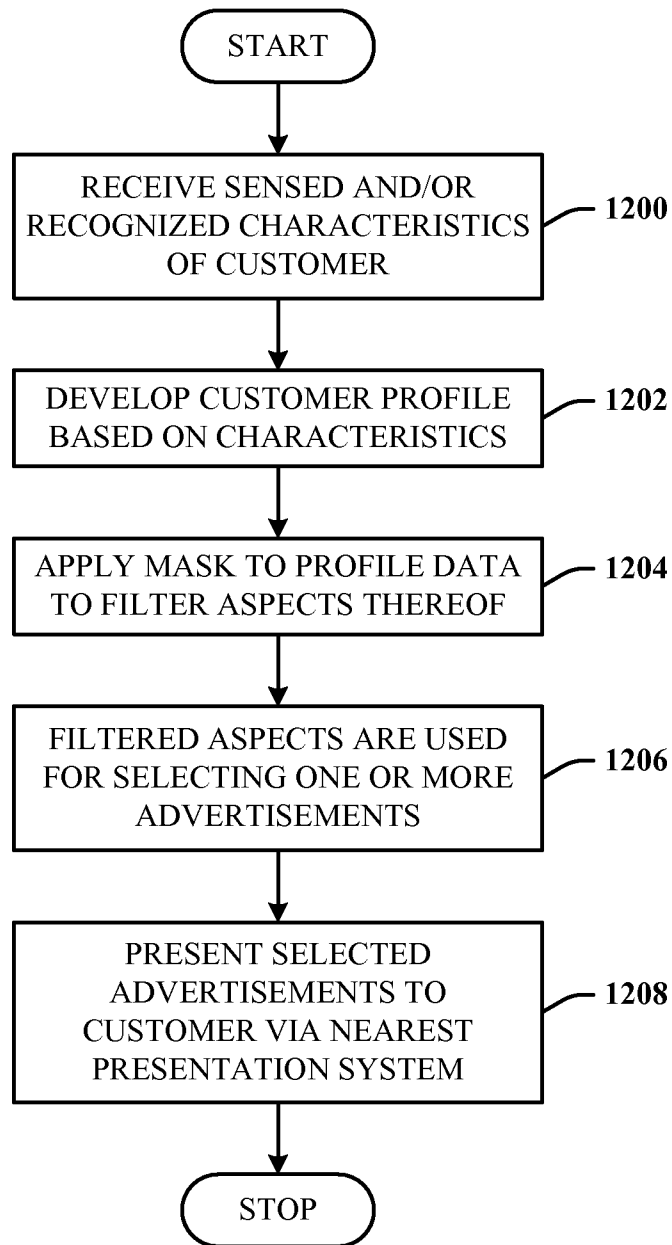 START
RECEIVE SENSED AND/OR
RECOGNIZED CHARACTERISTICS
OF CUSTOMER
1200
DEVELOP CUSTOMER PROFILE
BASED ON CHARACTERISTICS
1202
APPLY MASK TO PROFILE DATA
TO FILTER ASPECTS THEREOF
1204
FILTERED ASPECTS ARE USED
FOR SELECTING ONE OR MORE
ADVERTISEMENTS
1206
PRESENT SELECTED
ADVERTISEMENTS TO
CUSTOMER VIA NEAREST
PRESENTATION SYSTEM
1208
STOP